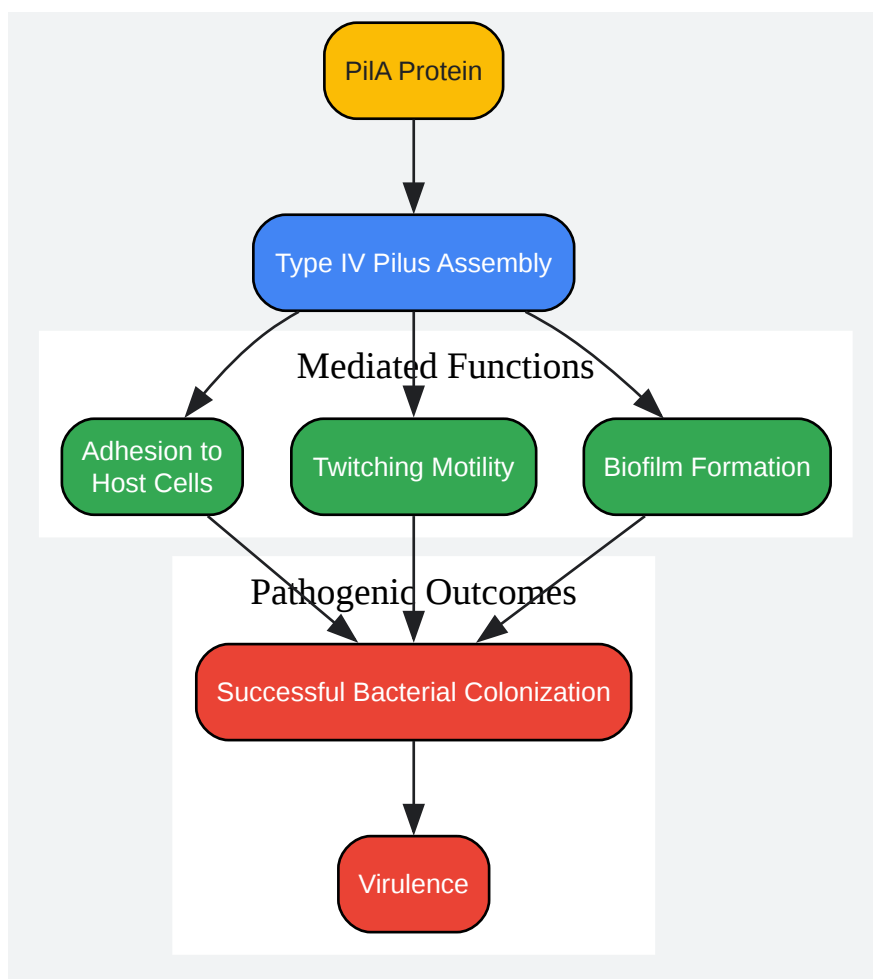 PilA Protein
Type IV Pilus Assembly
Mediated Functions
Adhesion to
Host Cells
Twitching Motility
Biofilm Formation
Pathogenic Outcomes
Successful Bacterial Colonization
Virulence